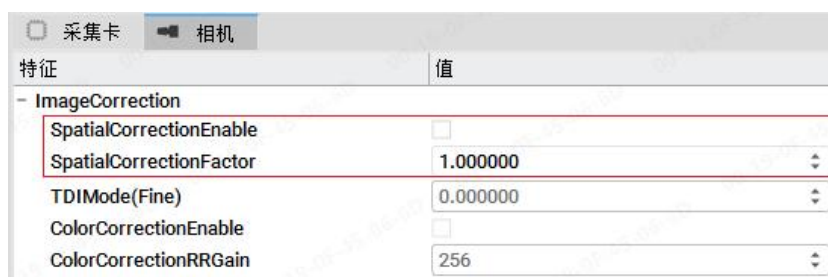 采集卡 相机
特征 值
ImageCorrection
SpatialCorrectionEnable
SpatialCorrectionFactor 1.000000
TDIMode(Fine) 0.000000
ColorCorrectionEnable
ColorCorrectionRRGain 256